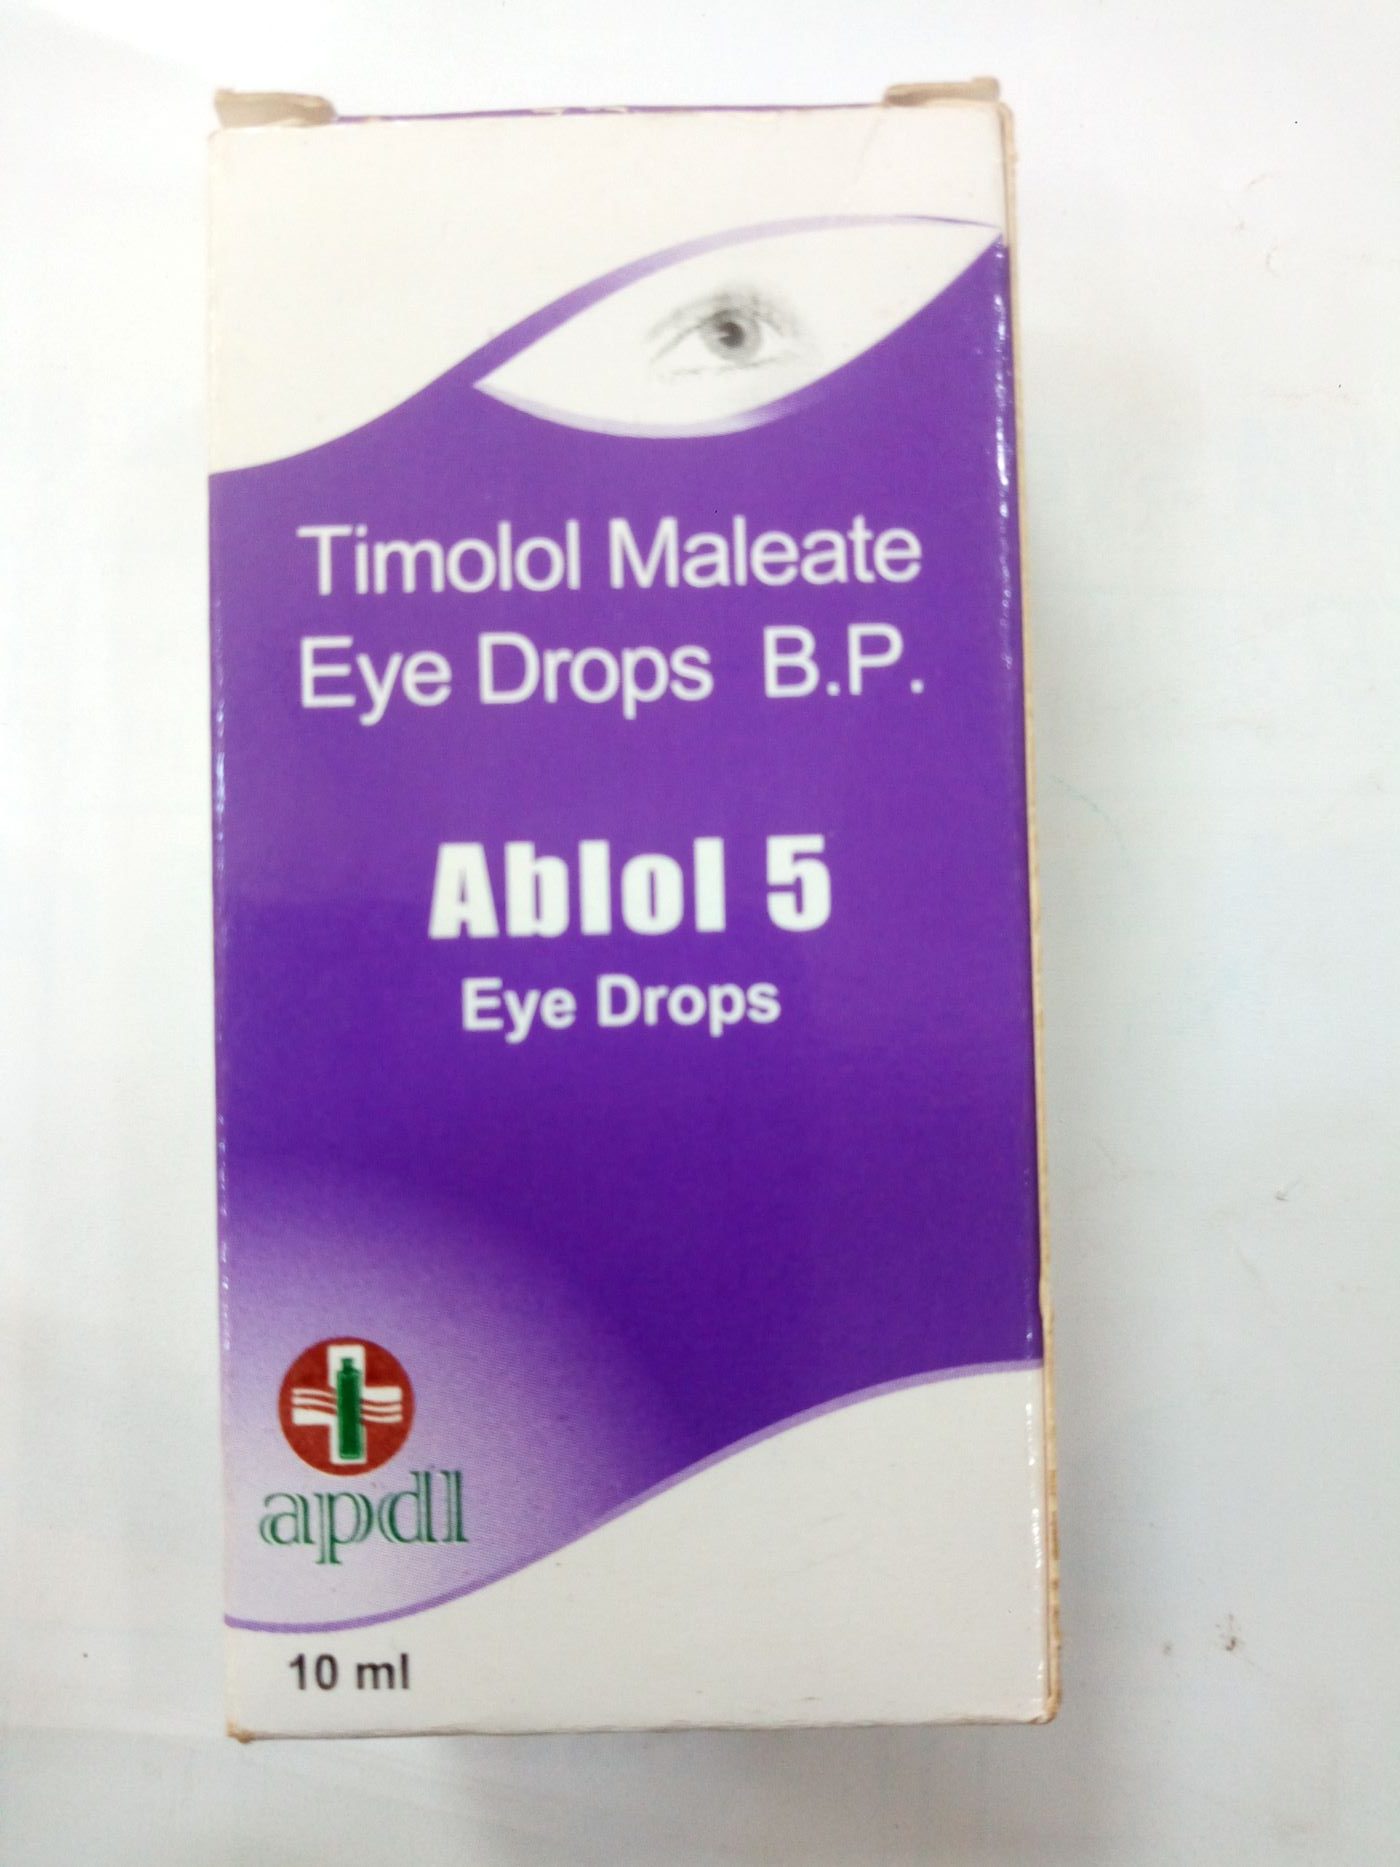 Timolol Maleate
Eye Drops B.P.
Ablol 5
Eye Drops
apdl
10 ml